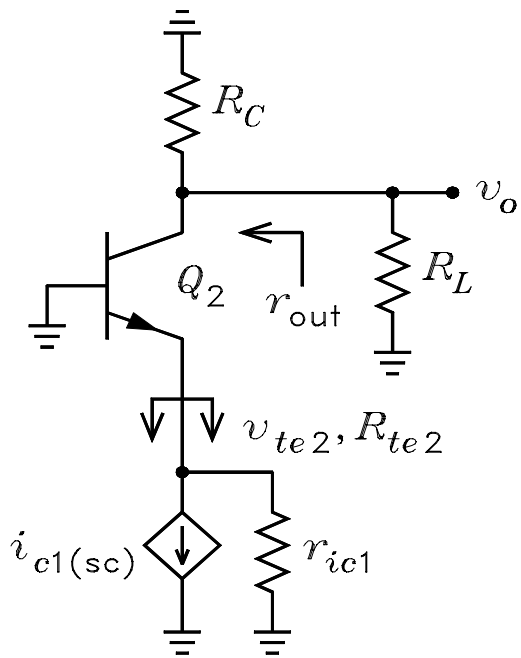 R_C
v_o
Q_2
R_L
r_out
v_te2, R_te2
i_c1(sc)
r_ic1